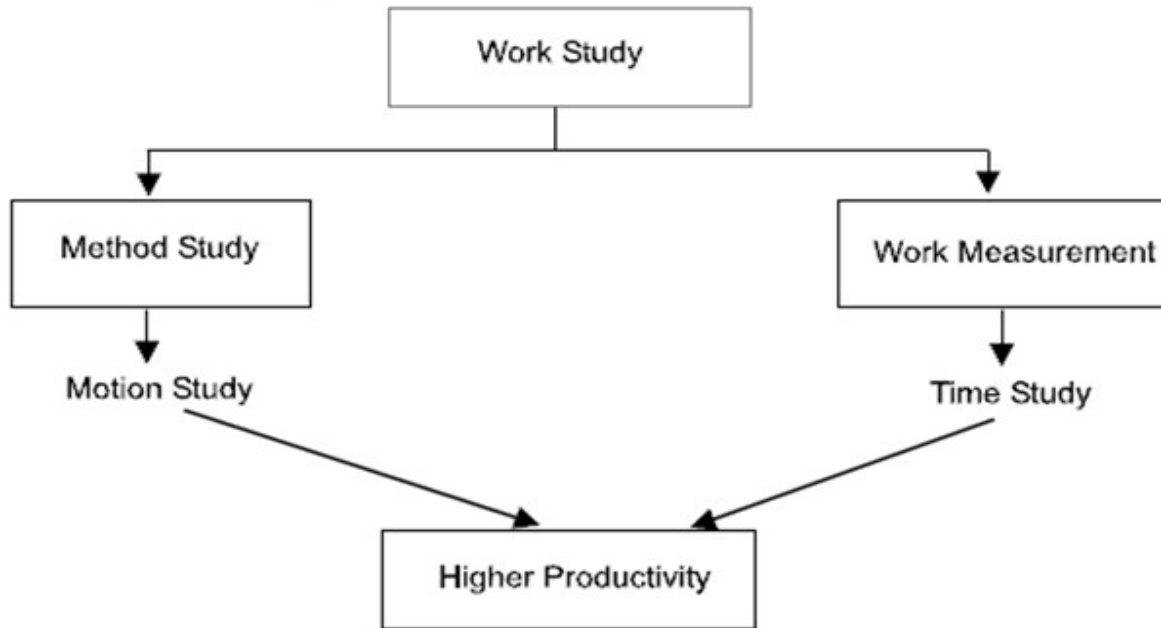 Work Study
Method Study
Work Measurement
Motion Study
Time Study
Higher Productivity